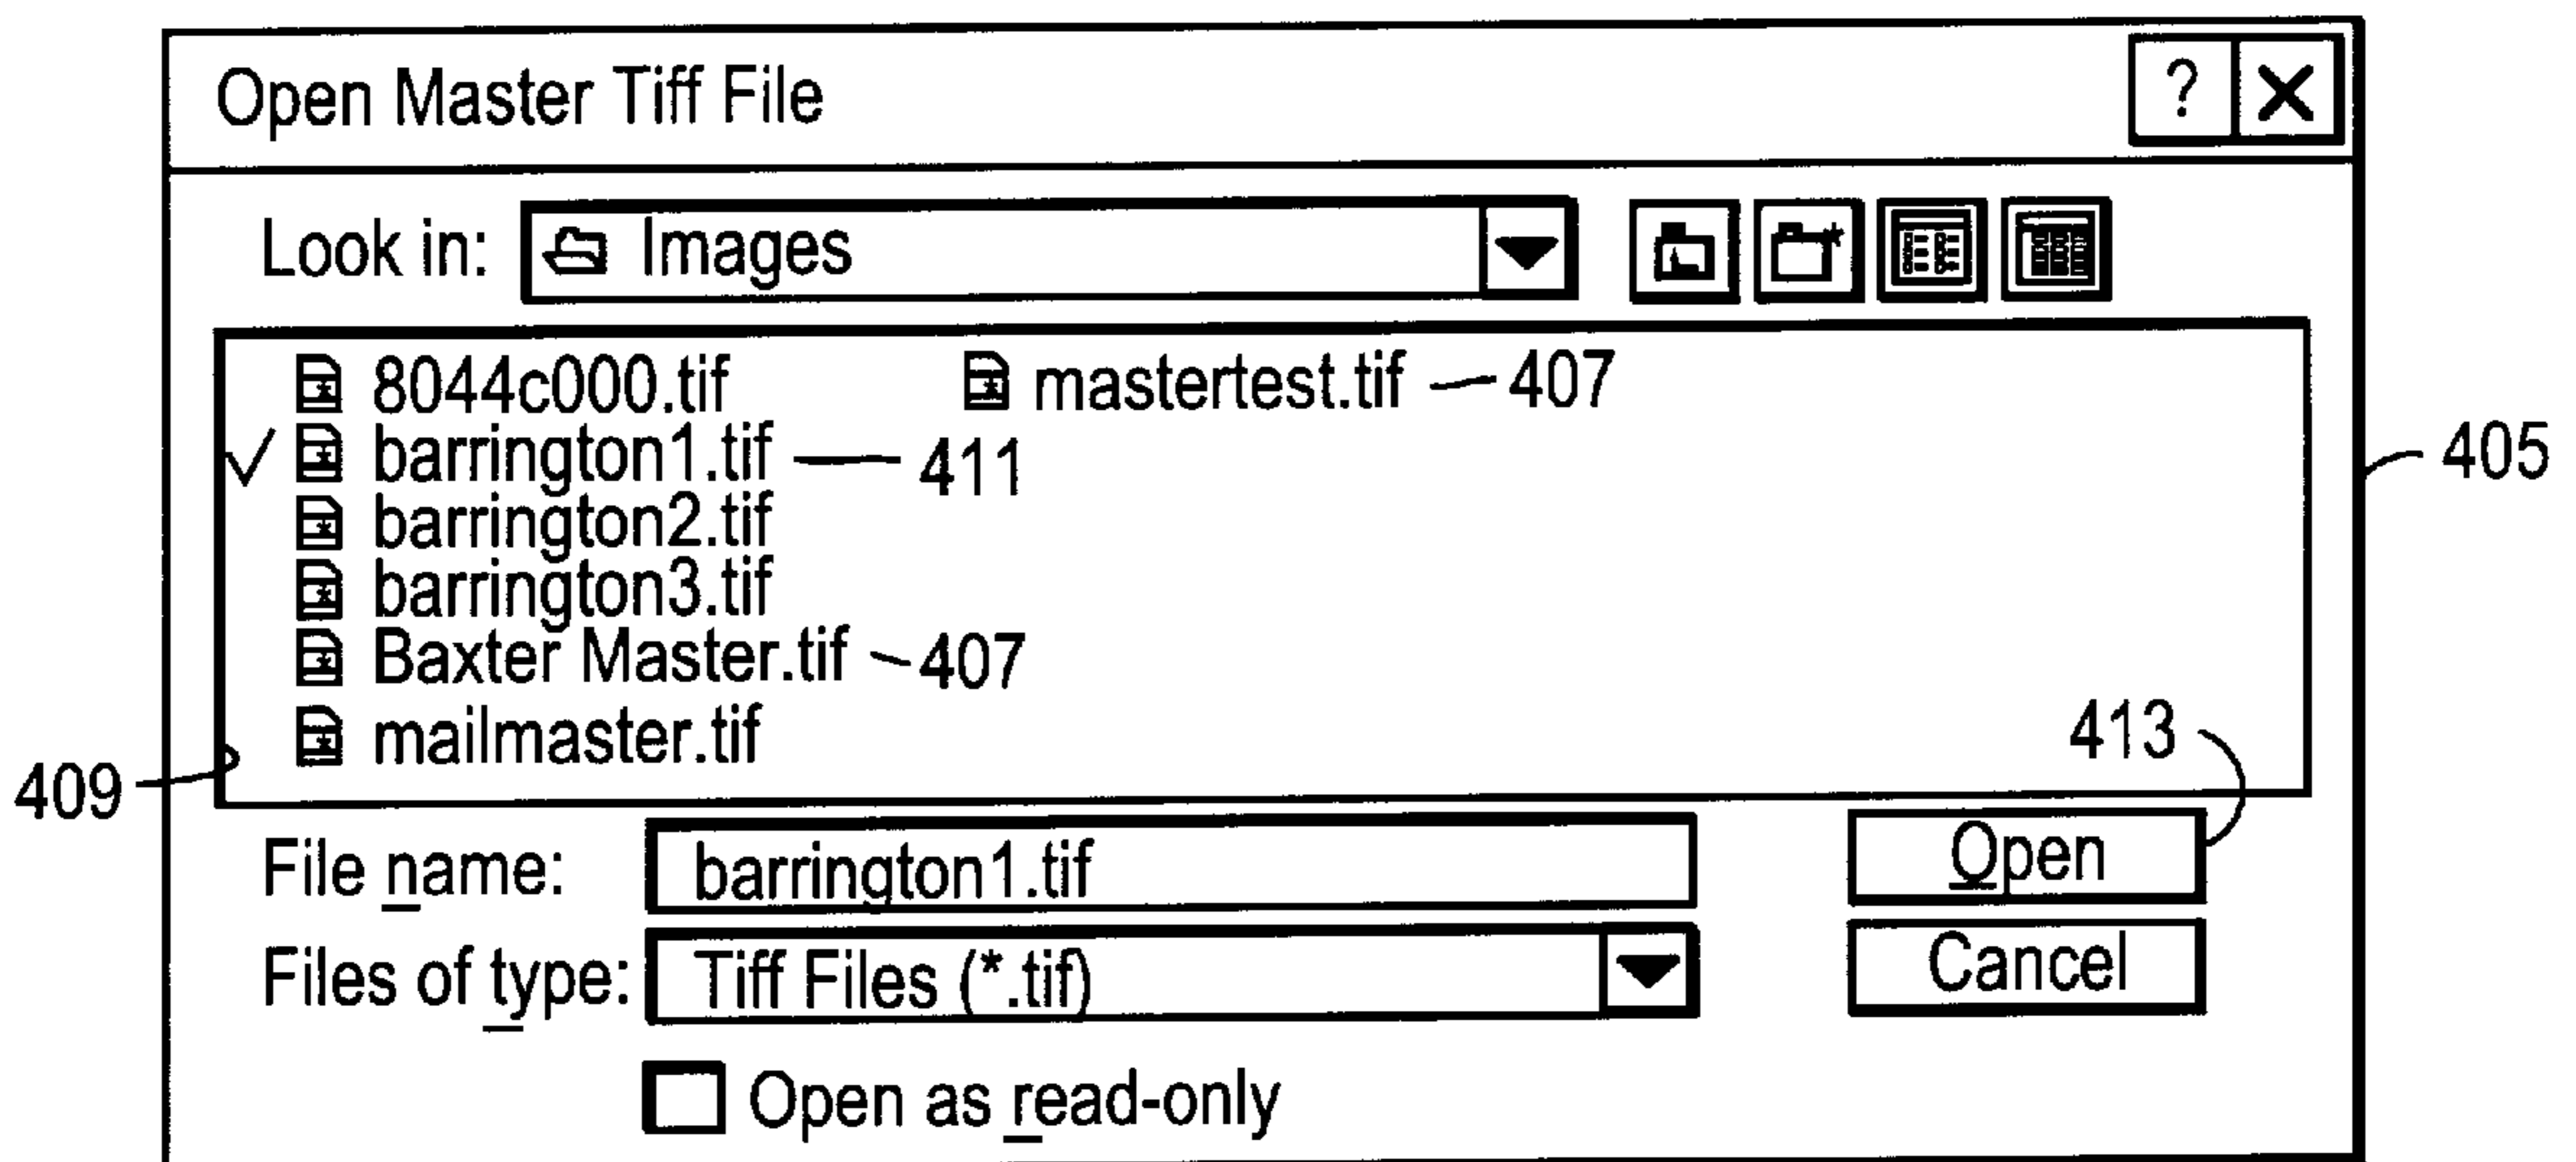 Open Master Tiff File ?
Look in: Images
8044c000.tif mastertest.tif 407
barrington1.tif 411
405
barrington2.tif
barrington3.tif
Baxter Master.tif 407
mailmaster.tif 413
409
File name: barrington1.tif Open
Files of type: Tiff Files (*.tif) Cancel
Open as read-only